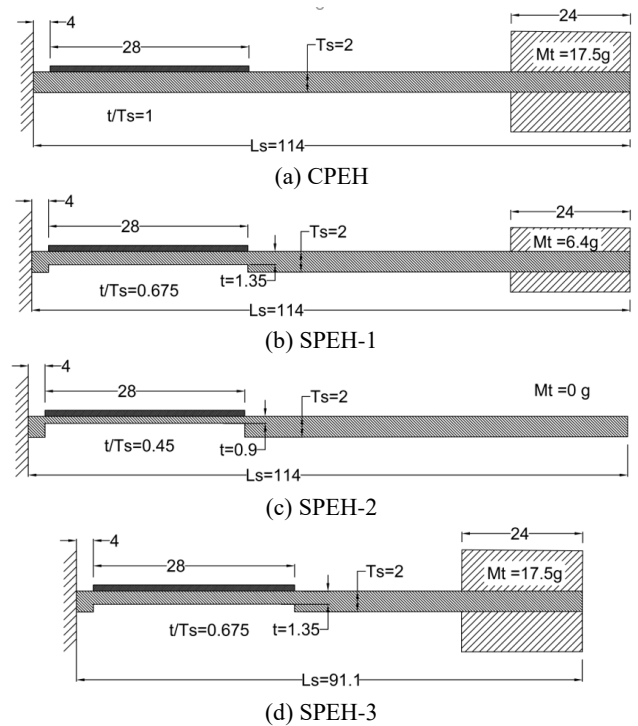 4
28
Ts=2
24
Mt =17.5g
t/Ts=1
Ls=114
(a) CPEH
4
28
Ts=2
24
Mt =6.4g
t/Ts=0.675
t=1.35
Ls=114
(b) SPEH-1
4
28
Ts=2
Mt =0 g
t/Ts=0.45
t=0.9
Ls=114
(c) SPEH-2
4
28
Ts=2
24
Mt =17.5g
t/Ts=0.675
t=1.35
Ls=91.1
(d) SPEH-3